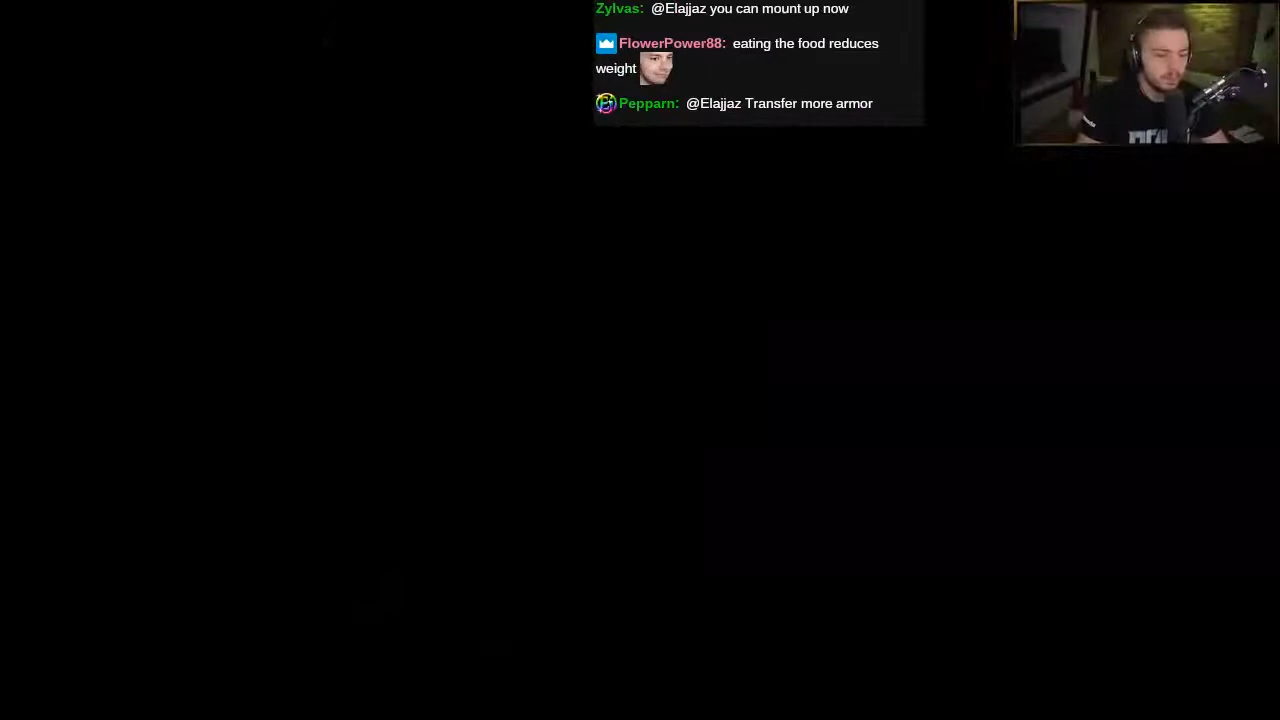 Zylvas: @Elajjaz you can mount up now
FlowerPower88: eating the food reduces
weight
Pepparn: @Elajjaz Transfer more armor